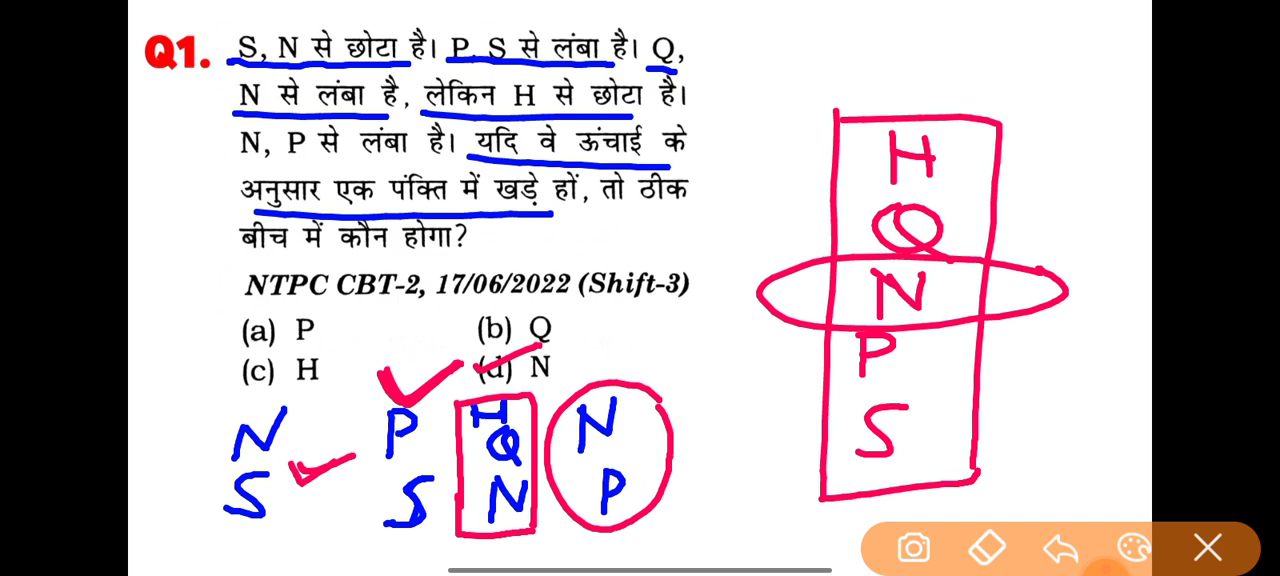 Q1. S, N से छोटा है। P, S से लंबा है। Q,
N से लंबा है, लेकिन H से छोटा है।
N, P से लंबा है। यदि वे ऊंचाई के
अनुसार एक पंक्ति में खड़े हों, तो ठीक
बीच में कौन होगा?
NTPC CBT-2, 17/06/2022 (Shift-3)
(a) P (b) Q
(c) H (d) N
N P H N
Q
S S N P
H
Q
N
P
S